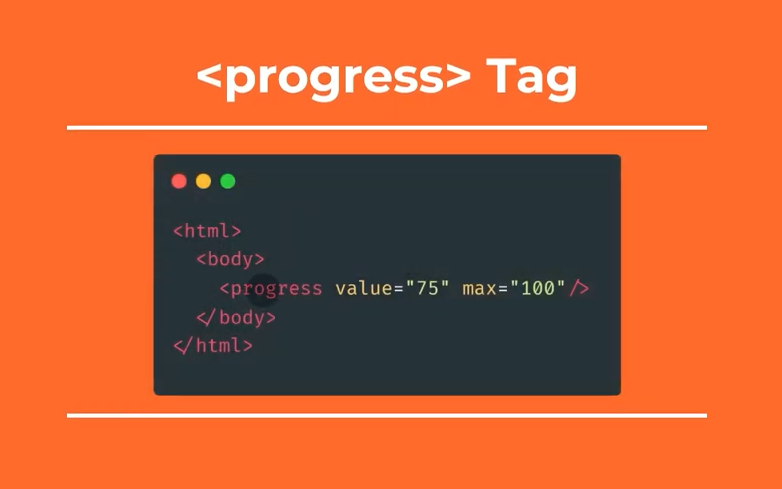 <progress> Tag
<html>
<body>
<progress value="75" max="100"/>
</body>
</html>